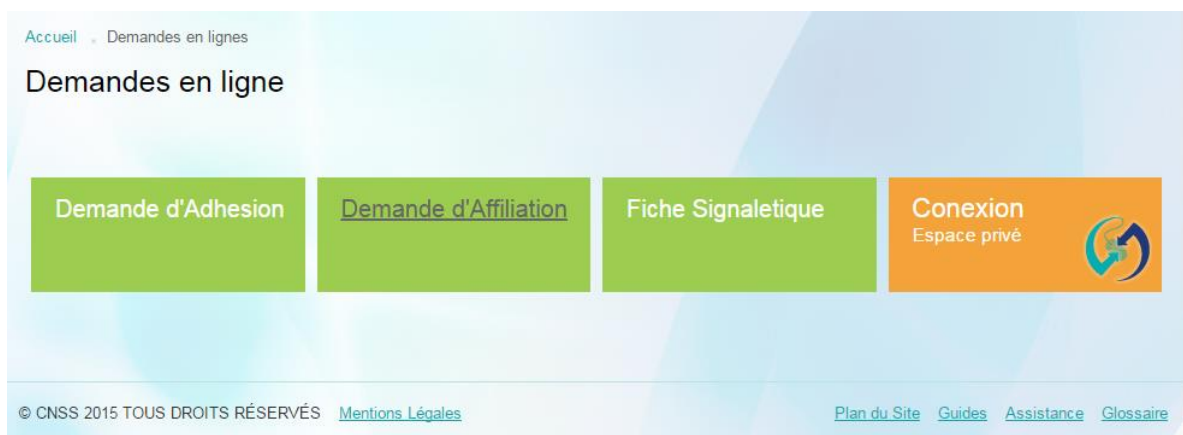 Accueil . Demandes en lignes
Demandes en ligne
Demande d'Adhesion
Demande d'Affiliation
Fiche Signaletique
Conexion
Espace privé
© CNSS 2015 TOUS DROITS RÉSERVÉS Mentions Légales Plan du Site Guides Assistance Glossaire